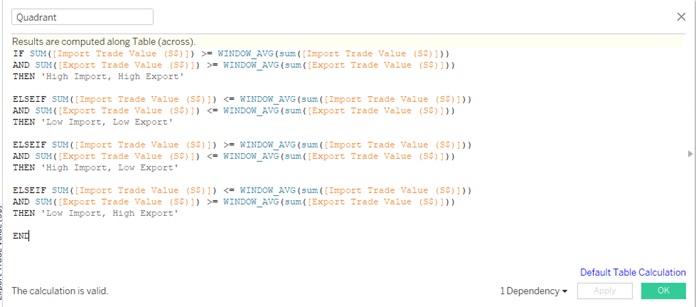 Quadrant
Results are computed along Table (across).
IF SUM([Import Trade Value (S$)]) >= WINDOW_AVG(sum([Import Trade Value (S$)]))
AND SUM([Export Trade Value (S$)]) >= WINDOW_AVG(sum([Export Trade Value (S$)]))
THEN 'High Import, High Export'
ELSEIF SUM([Import Trade Value (S$)]) <= WINDOW_AVG(sum([Import Trade Value (S$)]))
AND SUM([Export Trade Value (S$)]) <= WINDOW_AVG(sum([Export Trade Value (S$)]))
THEN 'Low Import, Low Export'
ELSEIF SUM([Import Trade Value (S$)]) >= WINDOW_AVG(sum([Import Trade Value (S$)]))
AND SUM([Export Trade Value (S$)]) <= WINDOW_AVG(sum([Export Trade Value (S$)]))
THEN 'High Import, Low Export'
ELSEIF SUM([Import Trade Value (S$)]) <= WINDOW_AVG(sum([Import Trade Value (S$)]))
AND SUM([Export Trade Value (S$)]) >= WINDOW_AVG(sum([Export Trade Value (S$)]))
THEN 'Low Import, High Export'
END
Default Table Calculation
The calculation is valid.
1 Dependency
Apply
OK